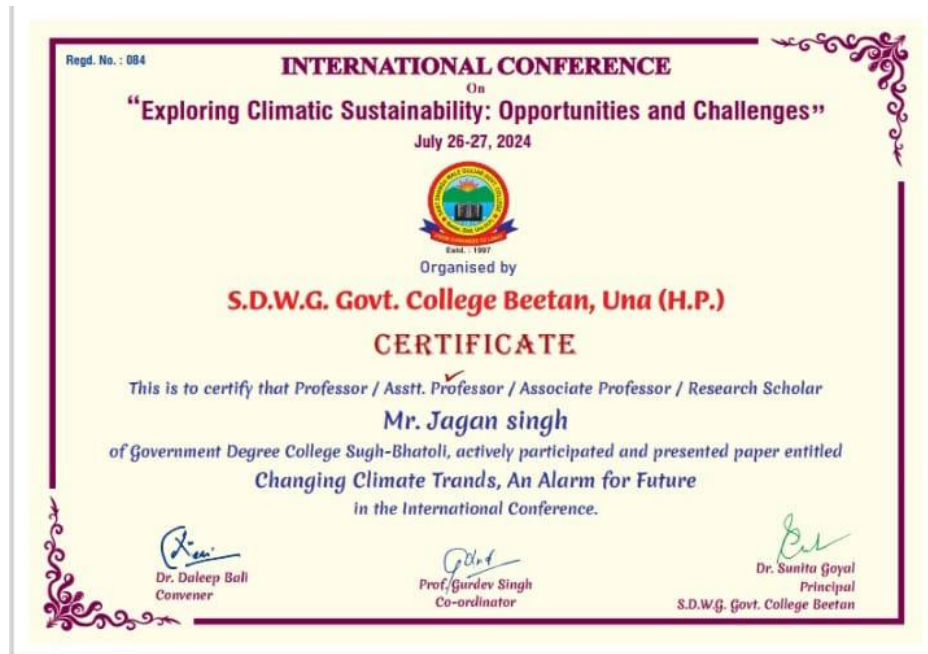 Regd. No. : 084
INTERNATIONAL CONFERENCE
On
“Exploring Climatic Sustainability: Opportunities and Challenges”
July 26-27, 2024
Estd. : 1997
Organised by
S.D.W.G. Govt. College Beetan, Una (H.P.)
CERTIFICATE
This is to certify that Professor / Asstt. Professor / Associate Professor / Research Scholar
Mr. Jagan singh
of Government Degree College Sugh-Bhatoli, actively participated and presented paper entitled
Changing Climate Trands, An Alarm for Future
in the International Conference.
Dr. Daleep Bali
Convener
Prof. Gurdev Singh
Co-ordinator
Dr. Sunita Goyal
Principal
S.D.W.G. Govt. College Beetan